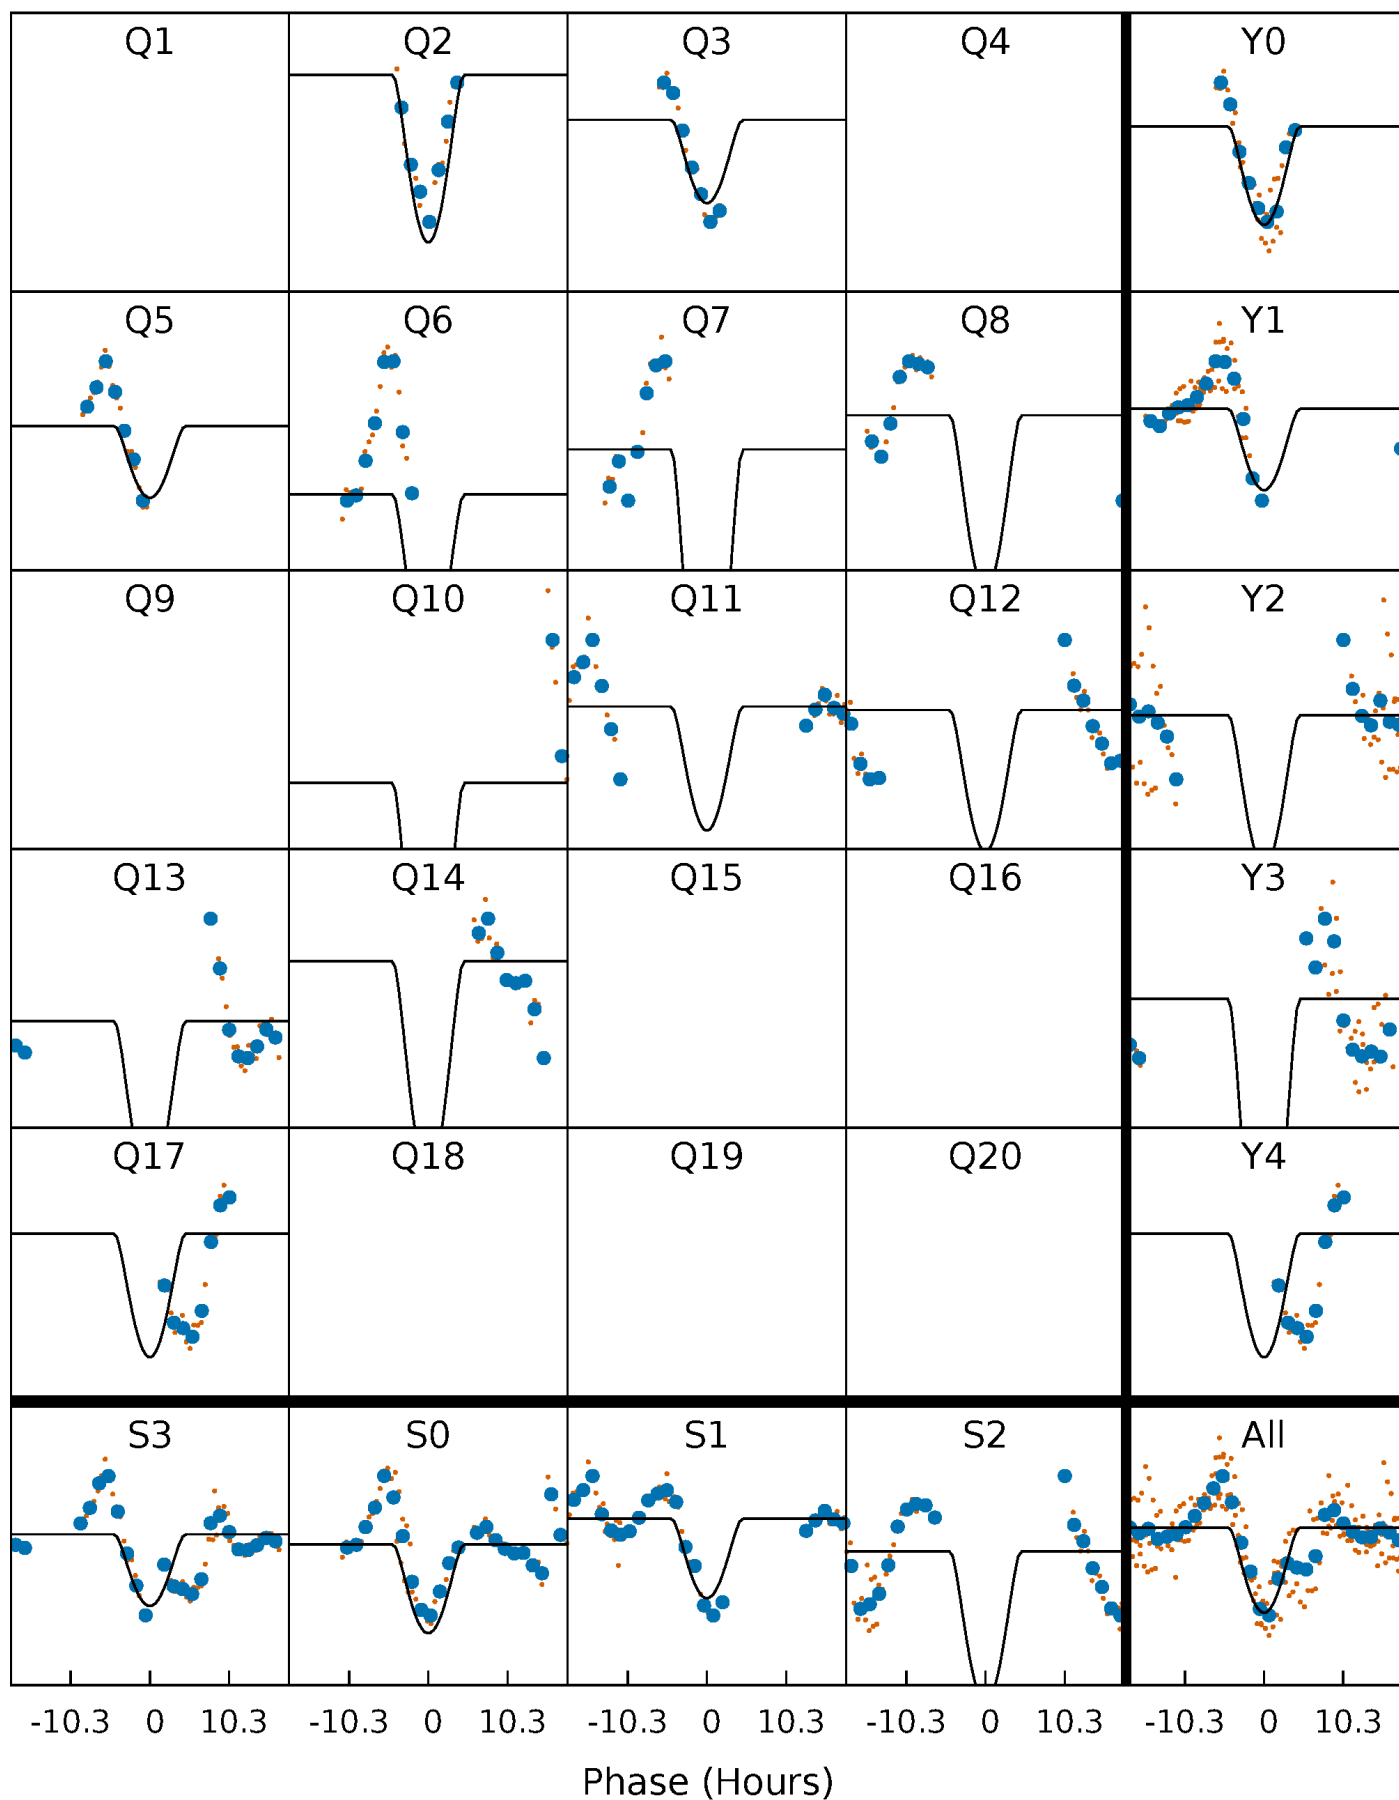 Q1 Q2 Q3 Q4 Y0
Q5 Q6 Q7 Q8 Y1
Q9 Q10 Q11 Q12 Y2
Q13 Q14 Q15 Q16 Y3
Q17 Q18 Q19 Q20 Y4
S3 S0 S1 S2 All
-10.3 0 10.3 -10.3 0 10.3 -10.3 0 10.3 -10.3 0 10.3 -10.3 0 10.3
Phase (Hours)